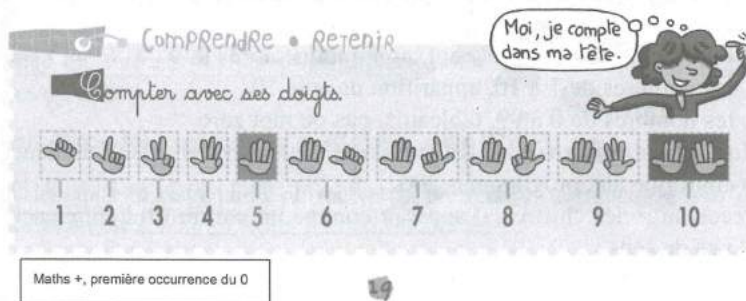 Comprendre • Retenir
Moi, je compte
dans ma tête.
Compter avec ses doigts.
1 2 3 4 5 6 7 8 9 10
Maths +, première occurrence du 0
19